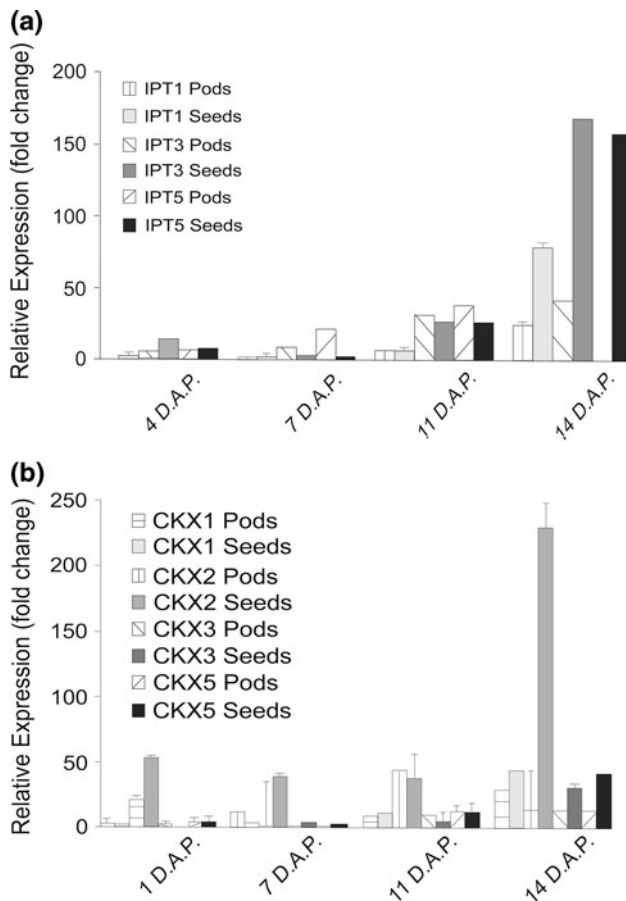 (a)
Relative Expression (fold change)
200
150
100
50
0
IPT1 Pods
IPT1 Seeds
IPT3 Pods
IPT3 Seeds
IPT5 Pods
IPT5 Seeds
4 D.A.P.
7 D.A.P.
11 D.A.P.
14 D.A.P.
(b)
Relative Expression (fold change)
250
200
150
100
50
0
CKX1 Pods
CKX1 Seeds
CKX2 Pods
CKX2 Seeds
CKX3 Pods
CKX3 Seeds
CKX5 Pods
CKX5 Seeds
1 D.A.P.
7 D.A.P.
11 D.A.P.
14 D.A.P.